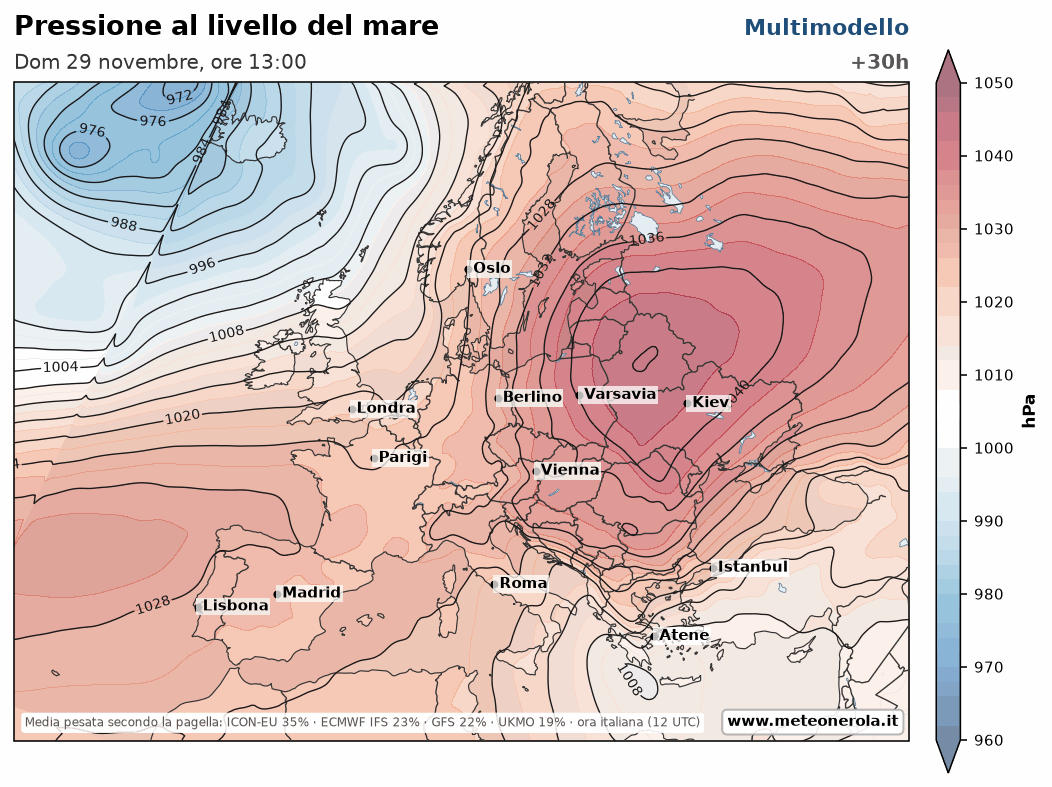 Pressione al livello del mare
Multimodello
Dom 29 novembre, ore 13:00
+30h
972
976
976
984
984
988
996
1004
1008
1020
1028
1028
1032
1036
1040
1008
Oslo
Berlino
Varsavia
Kiev
Londra
Parigi
Vienna
Istanbul
Roma
Madrid
Lisbona
Atene
1050
1040
1030
1020
1010
1000
990
980
970
960
hPa
Media pesata secondo la pagella: ICON-EU 35% · ECMWF IFS 23% · GFS 22% · UKMO 19% · ora italiana (12 UTC)
www.meteonerola.it